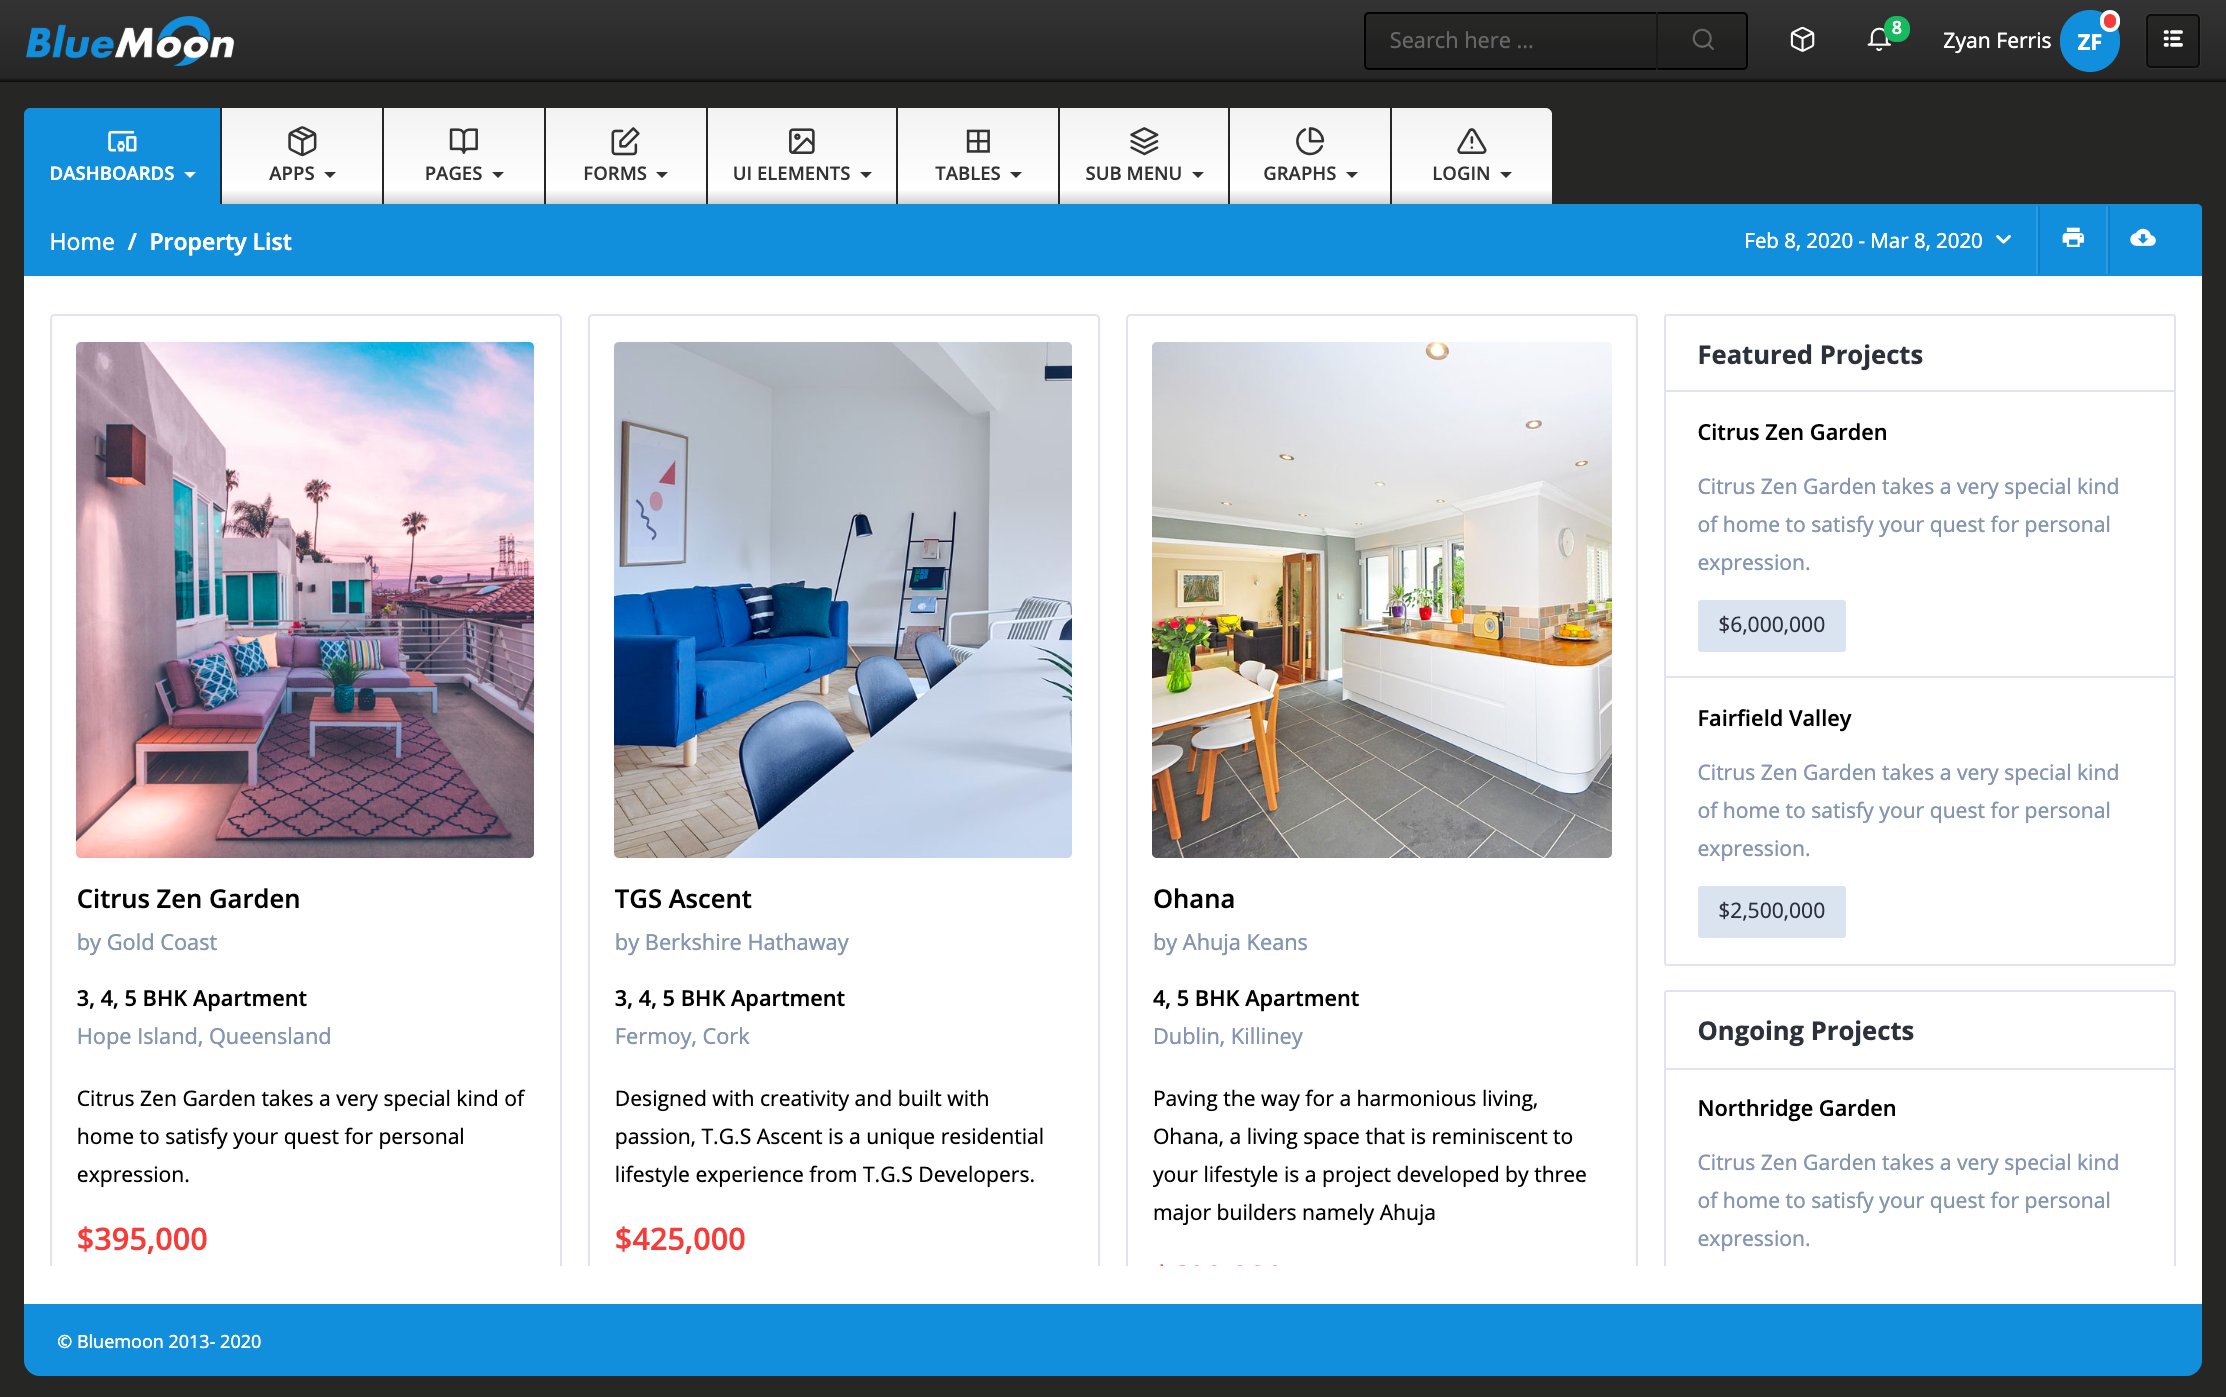 BlueMoon
Search here ...
8
Zyan Ferris
ZF
DASHBOARDS
APPS
PAGES
FORMS
UI ELEMENTS
TABLES
SUB MENU
GRAPHS
LOGIN
Home / Property List
Feb 8, 2020 - Mar 8, 2020
Citrus Zen Garden
by Gold Coast
3, 4, 5 BHK Apartment
Hope Island, Queensland
Citrus Zen Garden takes a very special kind of
home to satisfy your quest for personal
expression.
$395,000
TGS Ascent
by Berkshire Hathaway
3, 4, 5 BHK Apartment
Fermoy, Cork
Designed with creativity and built with
passion, T.G.S Ascent is a unique residential
lifestyle experience from T.G.S Developers.
$425,000
Ohana
by Ahuja Keans
4, 5 BHK Apartment
Dublin, Killiney
Paving the way for a harmonious living,
Ohana, a living space that is reminiscent to
your lifestyle is a project developed by three
major builders namely Ahuja
Featured Projects
Citrus Zen Garden
Citrus Zen Garden takes a very special kind
of home to satisfy your quest for personal
expression.
$6,000,000
Fairfield Valley
Citrus Zen Garden takes a very special kind
of home to satisfy your quest for personal
expression.
$2,500,000
Ongoing Projects
Northridge Garden
Citrus Zen Garden takes a very special kind
of home to satisfy your quest for personal
expression.
© Bluemoon 2013- 2020